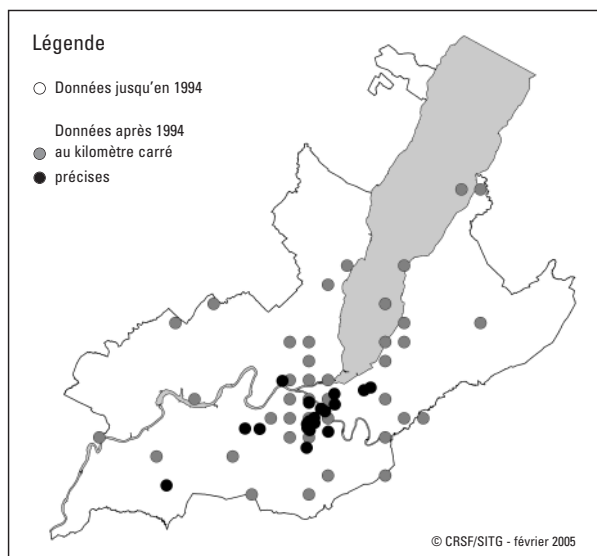 Légende
Données jusqu'en 1994
Données après 1994
au kilomètre carré
précises
© CRSF/SITG - février 2005